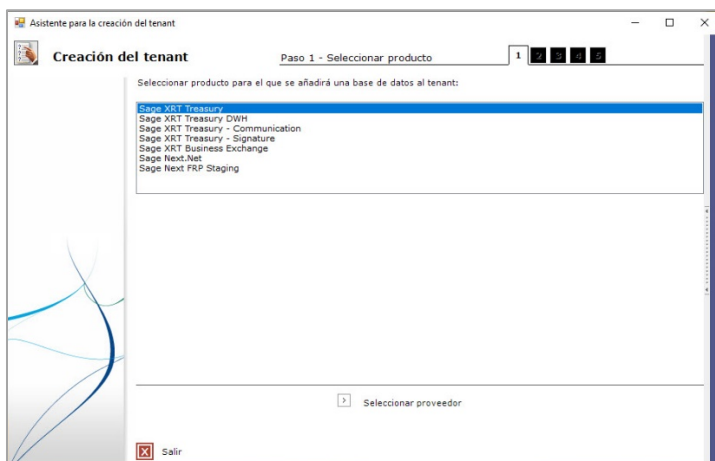 Asistente para la creación del tenant
Creación del tenant
Paso 1 - Seleccionar producto
1 2 3 4 5
Seleccionar producto para el que se añadirá una base de datos al tenant:
Sage XRT Treasury
Sage XRT Treasury DWH
Sage XRT Treasury - Communication
Sage XRT Treasury - Signature
Sage XRT Business Exchange
Sage Next.Net
Sage Next FRP Staging
Seleccionar proveedor
Salir